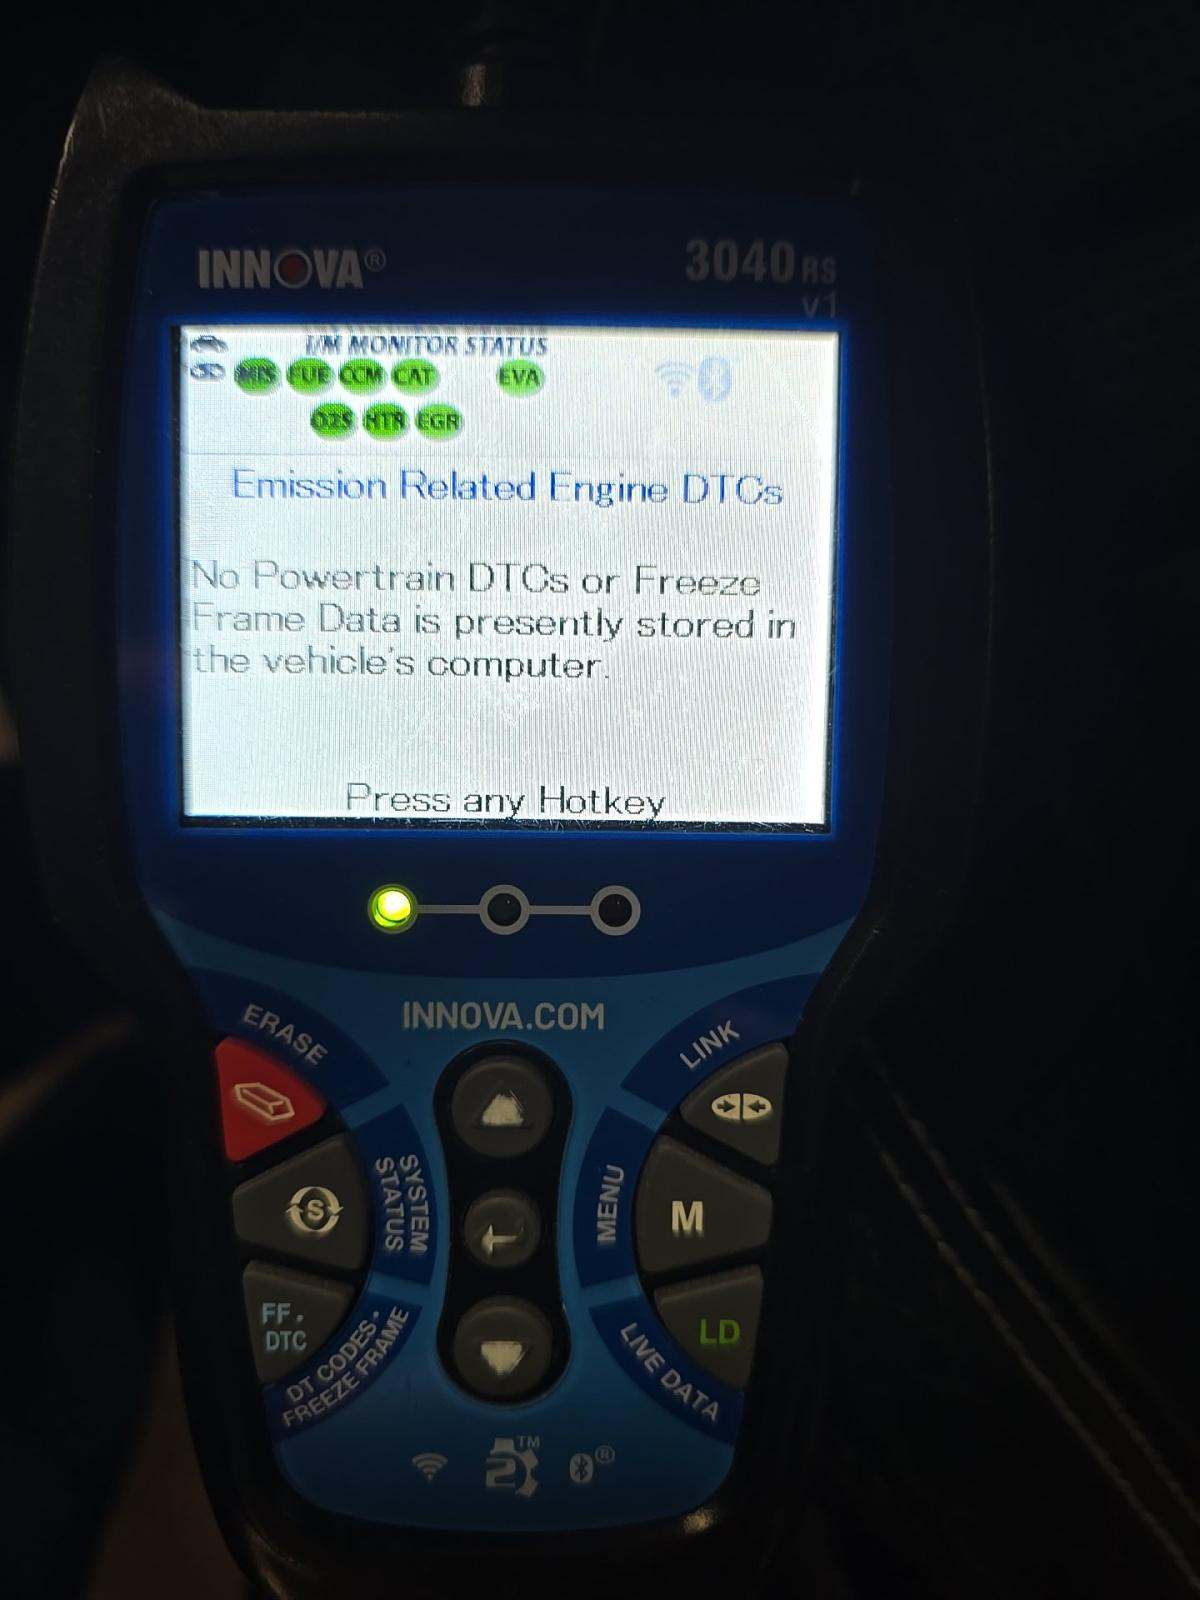 INNOVA®
3040RS
v1
I/M MONITOR STATUS
MIS FUE CCM CAT EVA
O2S HTR EGR
Emission Related Engine DTCs
No Powertrain DTCs or Freeze
Frame Data is presently stored in
the vehicle's computer.
Press any Hotkey
INNOVA.COM
ERASE
LINK
S
SYSTEM
STATUS
MENU
M
FF.
DTC
DT CODES·
FREEZE FRAME
LIVE DATA
LD
2™
®